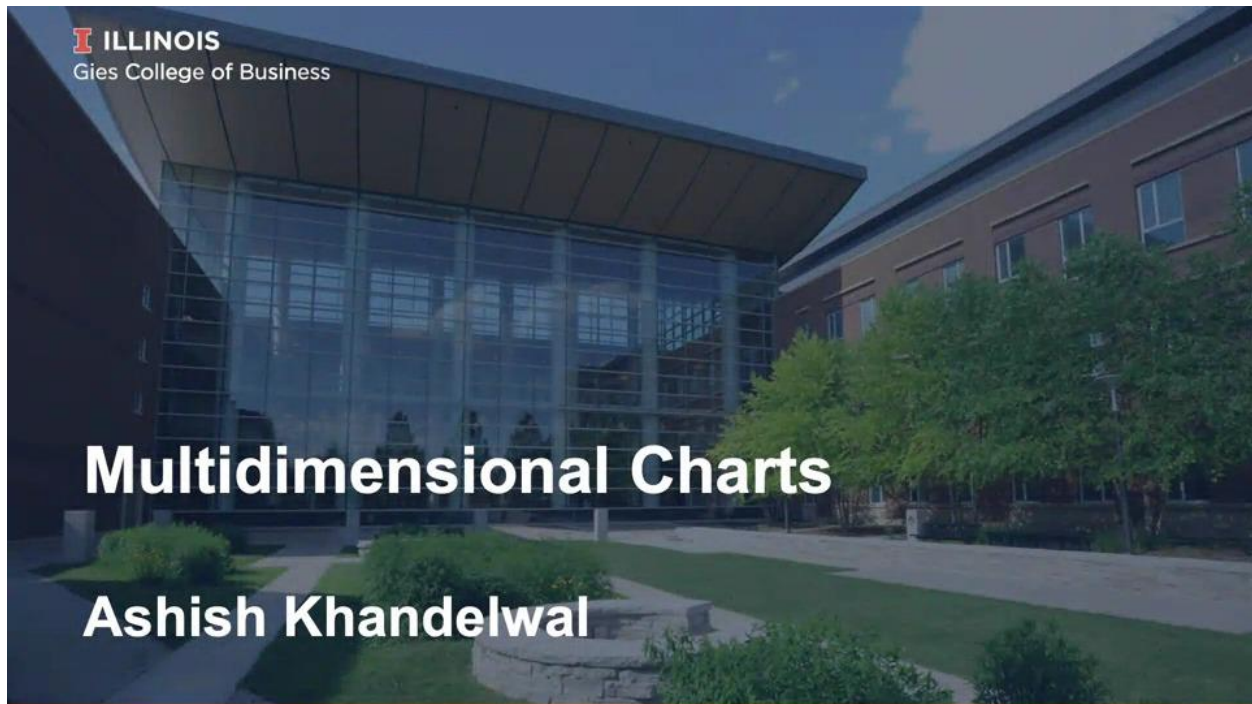 I ILLINOIS
Gies College of Business
Multidimensional Charts
Ashish Khandelwal